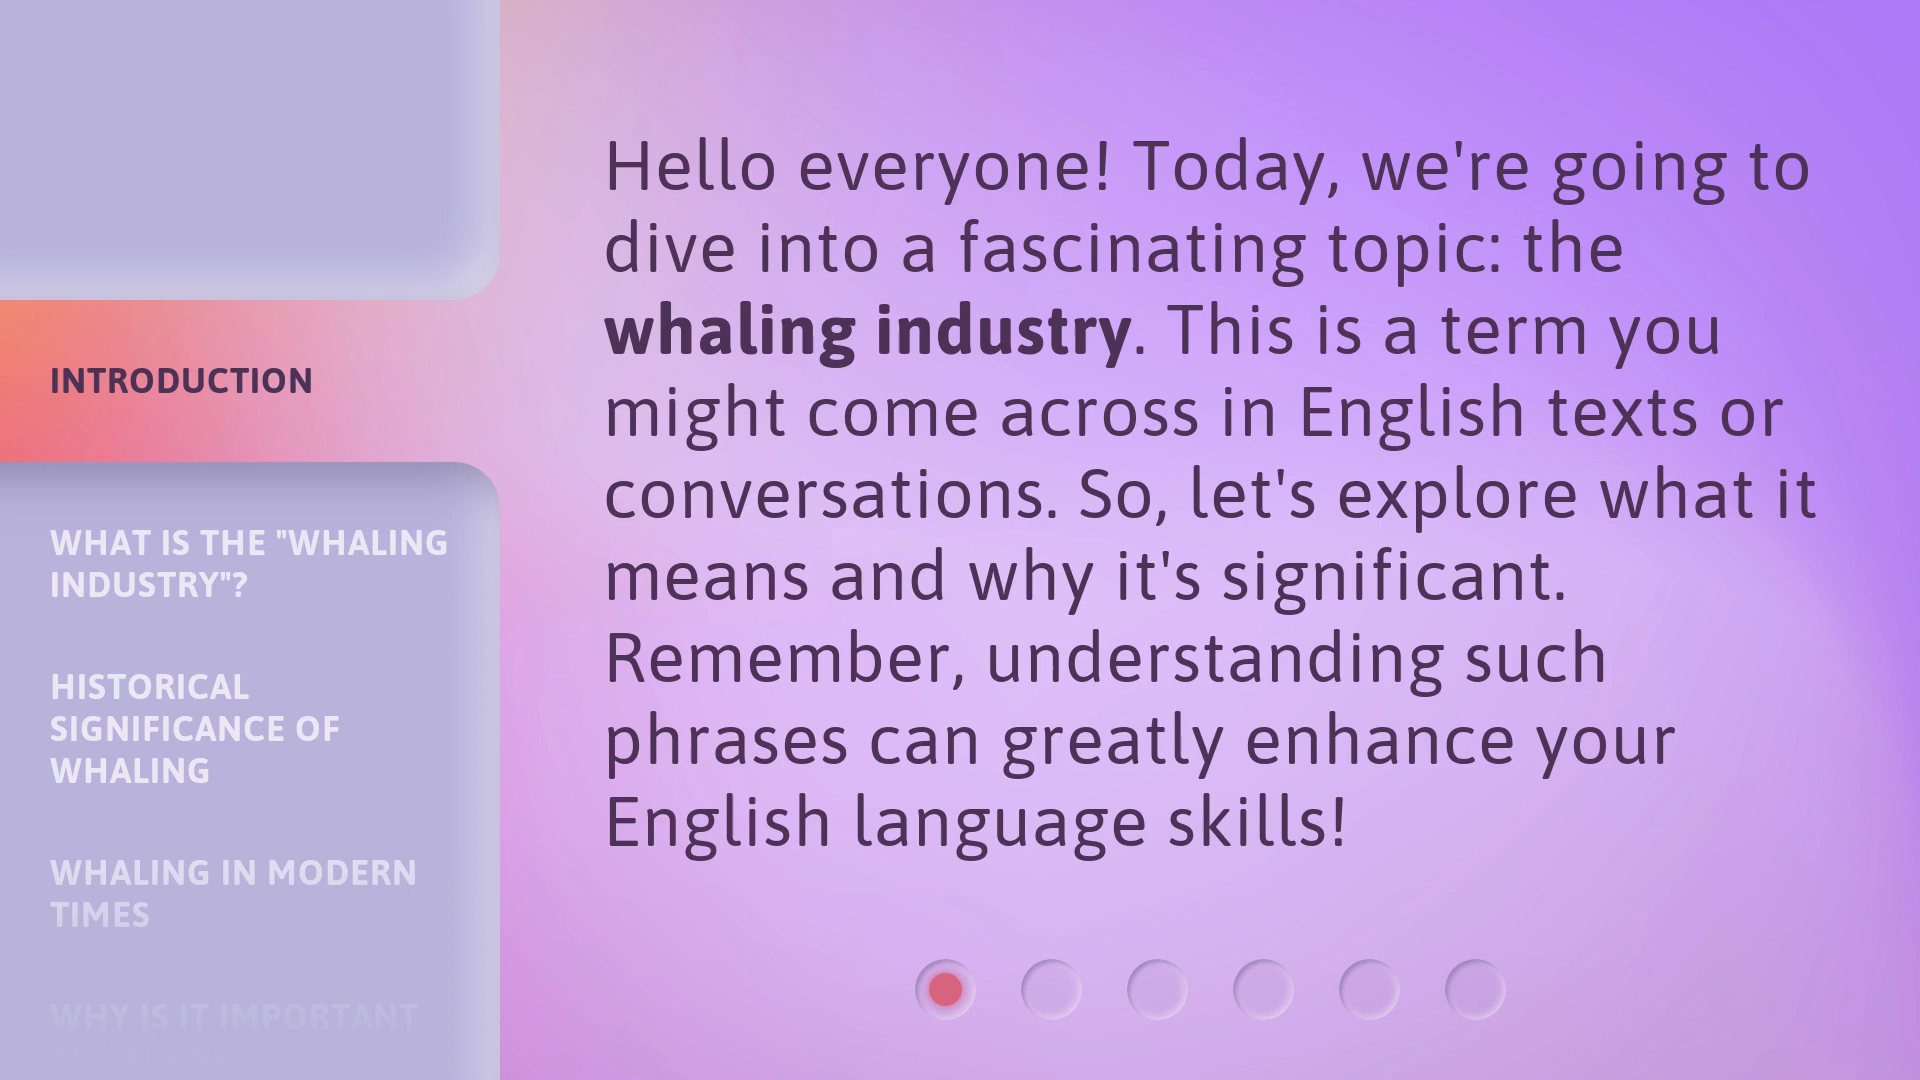 INTRODUCTION
WHAT IS THE "WHALING
INDUSTRY"?
HISTORICAL
SIGNIFICANCE OF
WHALING
WHALING IN MODERN
TIMES
WHY IS IT IMPORTANT
Hello everyone! Today, we're going to
dive into a fascinating topic: the
whaling industry. This is a term you
might come across in English texts or
conversations. So, let's explore what it
means and why it's significant.
Remember, understanding such
phrases can greatly enhance your
English language skills!